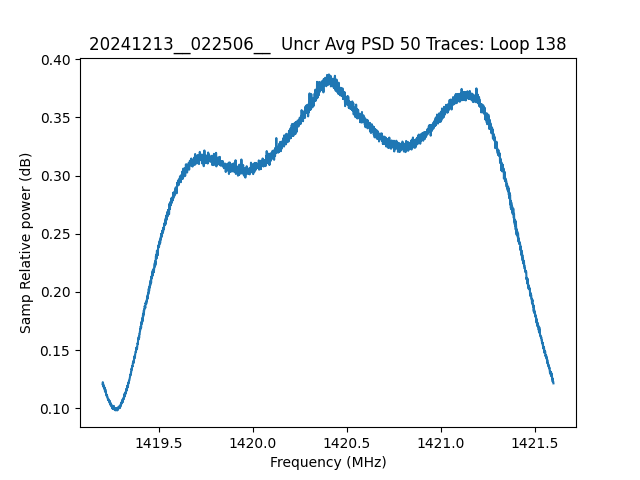 20241213__022506__  Uncr Avg PSD 50 Traces: Loop 138
0.40
0.35
0.30
0.25
0.20
0.15
0.10
Samp Relative power (dB)
1419.5 1420.0 1420.5 1421.0 1421.5
Frequency (MHz)